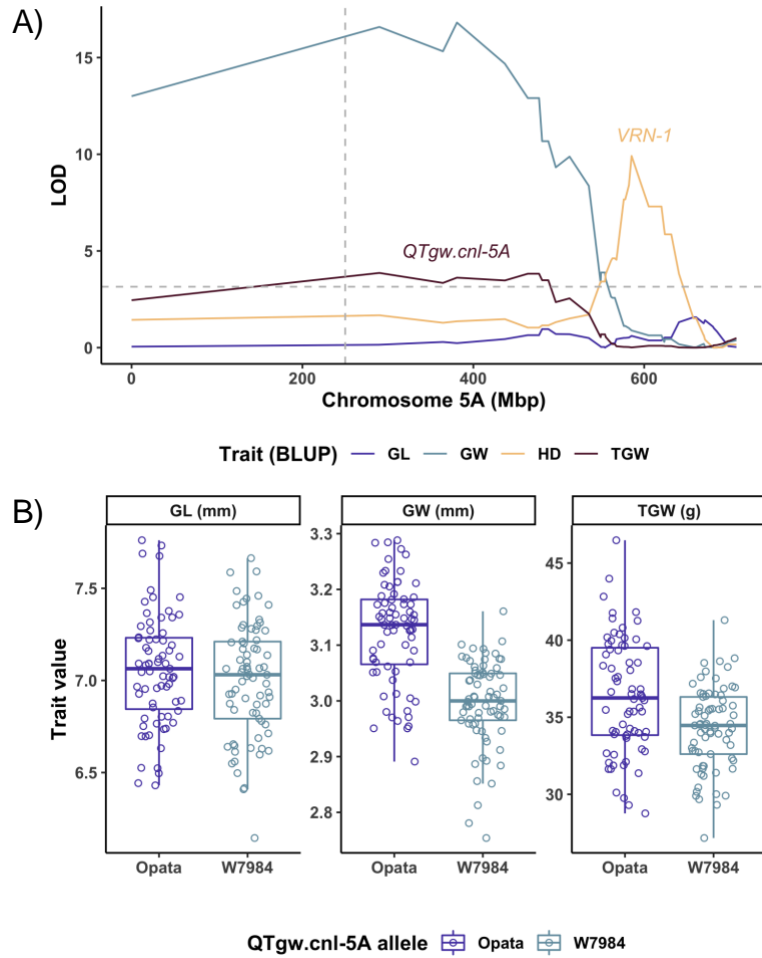 A)
15
10
5
0
LOD
VRN-1
QTgw.cnl-5A
0 200 400 600
Chromosome 5A (Mbp)
Trait (BLUP) GL GW HD TGW
B)
GL (mm) GW (mm) TGW (g)
Trait value
7.5
7.0
6.5
3.3
3.2
3.1
3.0
2.9
2.8
45
40
35
30
Opata W7984 Opata W7984 Opata W7984
QTgw.cnl-5A allele Opata W7984